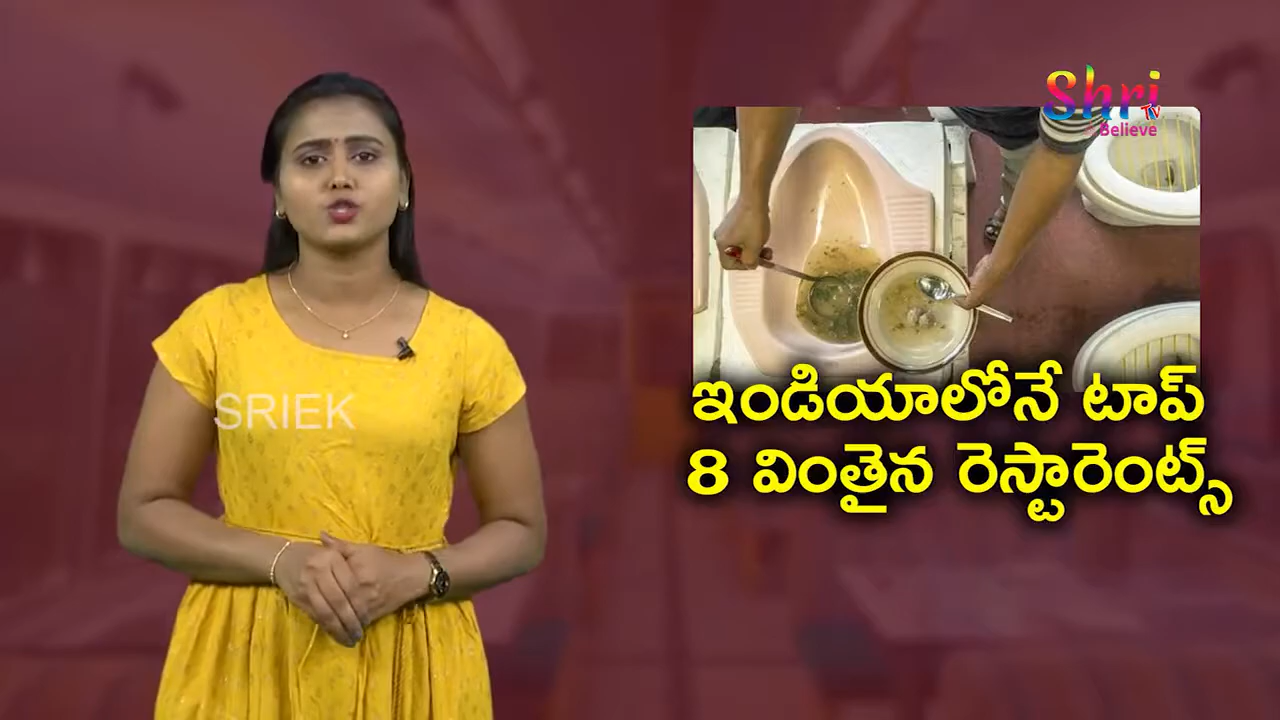 Shri
TV
Believe
SRIEK
ఇండియాలోనే టాప్
8 వింతైన రెస్టారెంట్స్